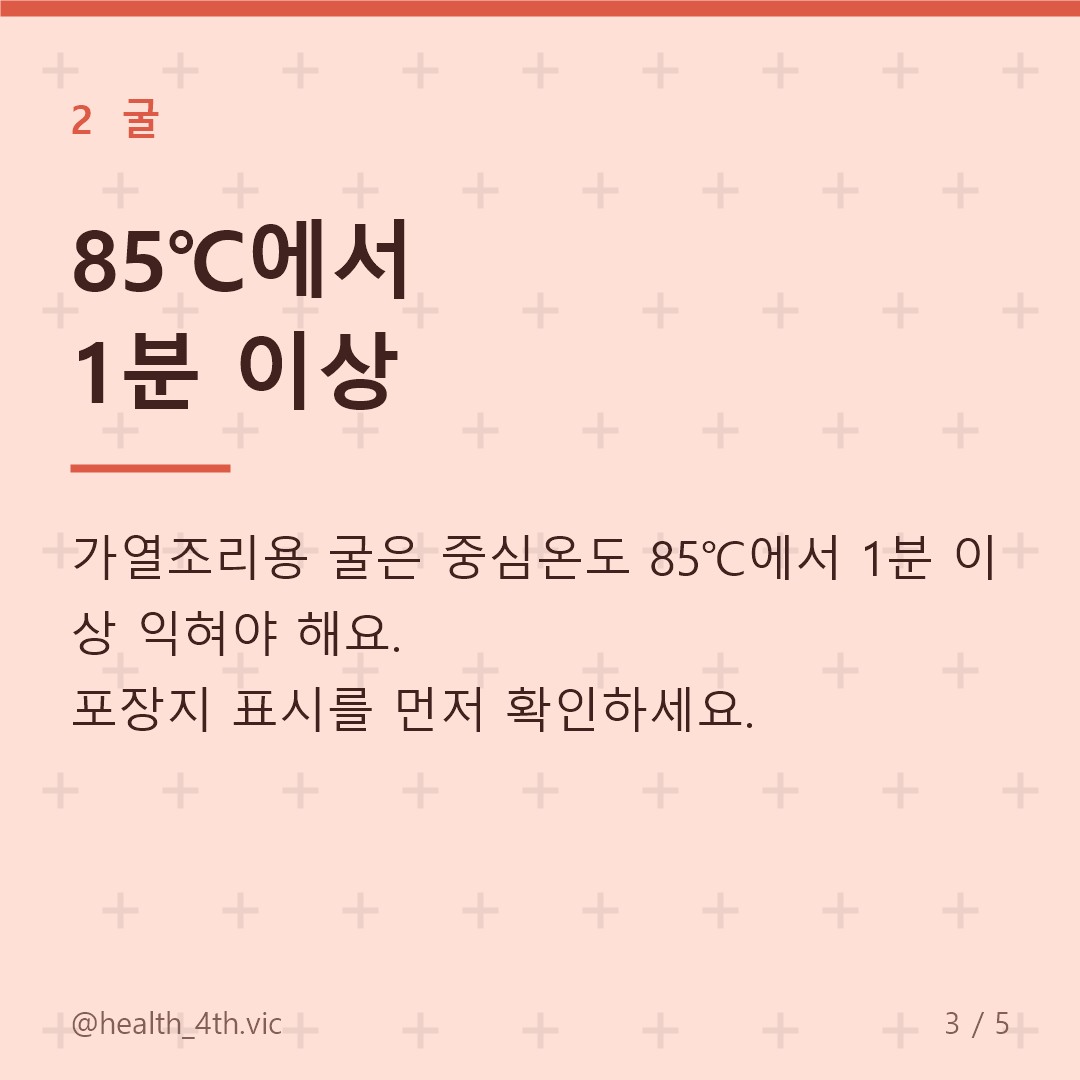 2 굴
85℃에서
1분 이상
가열조리용 굴은 중심온도 85℃에서 1분 이
상 익혀야 해요.
포장지 표시를 먼저 확인하세요.
@health_4th.vic
3 / 5